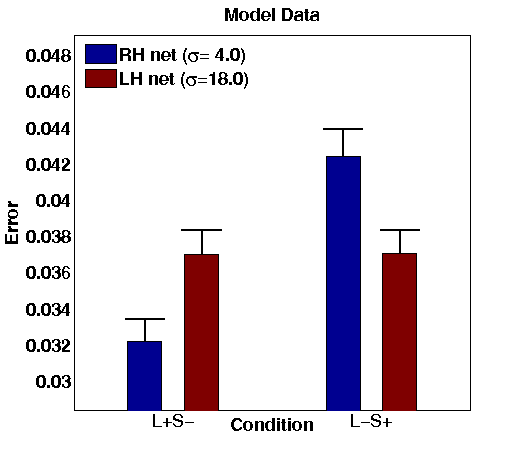 Model Data
RH net (σ= 4.0)
LH net (σ=18.0)
0.048
0.046
0.044
0.042
0.04
0.038
0.036
0.034
0.032
0.03
Error
L+S− L−S+
Condition